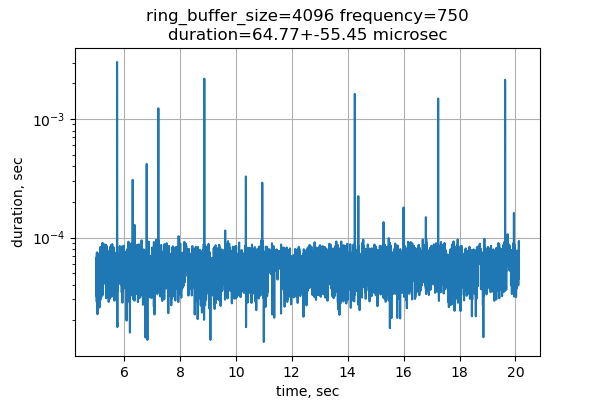 ring_buffer_size=4096 frequency=750
duration=64.77+-55.45 microsec
10⁻³
10⁻⁴
duration, sec
6 8 10 12 14 16 18 20
time, sec